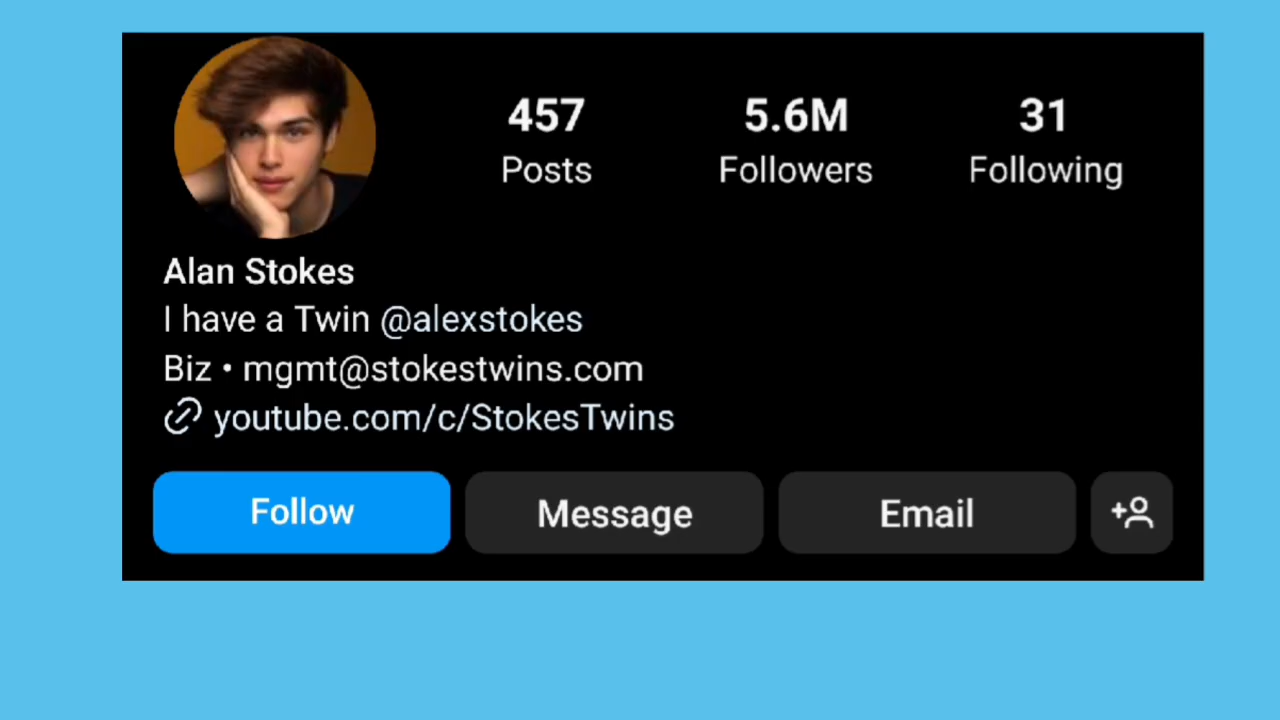 457 5.6M 31
Posts Followers Following
Alan Stokes
I have a Twin @alexstokes
Biz • mgmt@stokestwins.com
youtube.com/c/StokesTwins
Follow Message Email